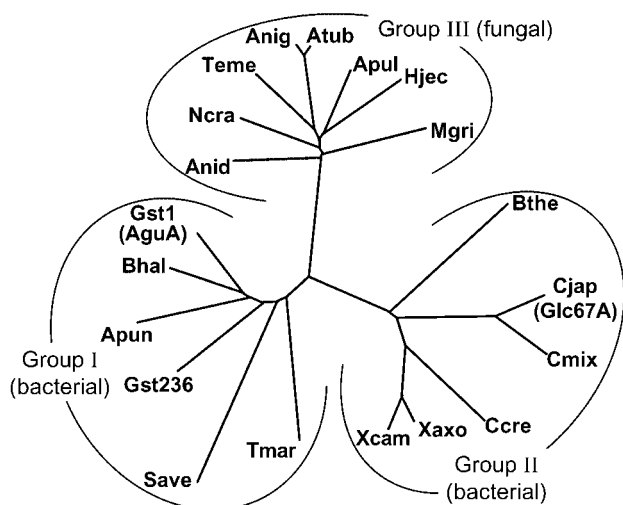 Group III (fungal)
Anig
Atub
Teme
Apul
Hjec
Ncra
Mgri
Anid
Gst1
(AguA)
Bhal
Apun
Group I
(bacterial)
Gst236
Save
Tmar
Bthe
Cjap
(Glc67A)
Cmix
Ccre
Xaxo
Xcam
Group II
(bacterial)